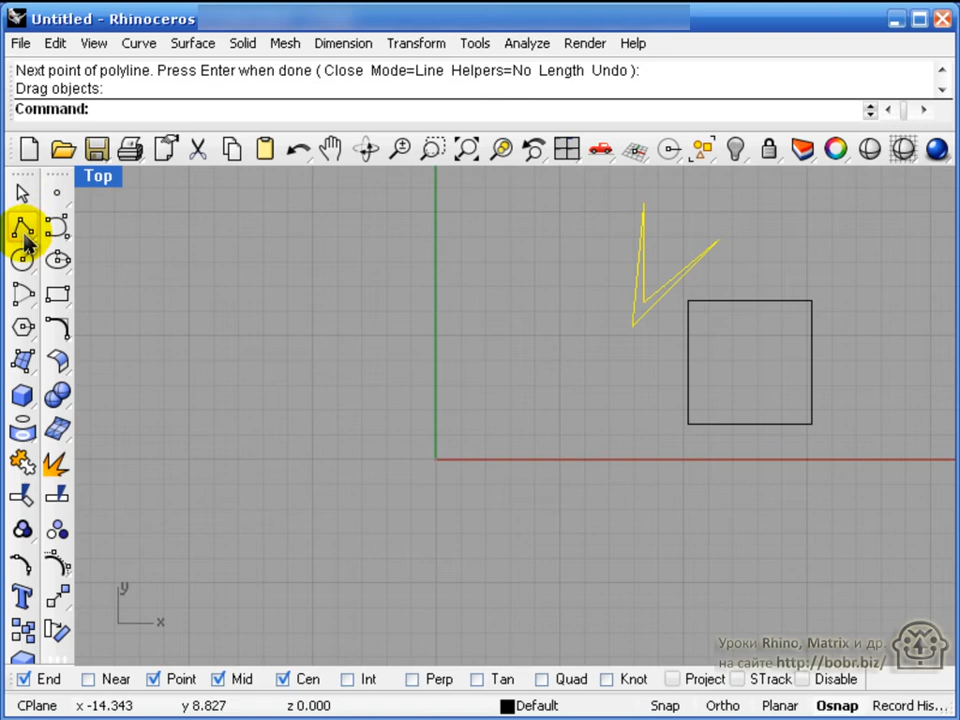 Untitled - Rhinoceros
File Edit View Curve Surface Solid Mesh Dimension Transform Tools Analyze Render Help
Next point of polyline. Press Enter when done ( Close Mode=Line Helpers=No Length Undo ):
Drag objects:
Command:
Top
y
x
Уроки Rhino, Matrix и др.
на сайте http://bobr.biz/
End Near Point Mid Cen Int Perp Tan Quad Knot Project STrack Disable
CPlane x -14.343 y 8.827 z 0.000 Default Snap Ortho Planar Osnap Record His...